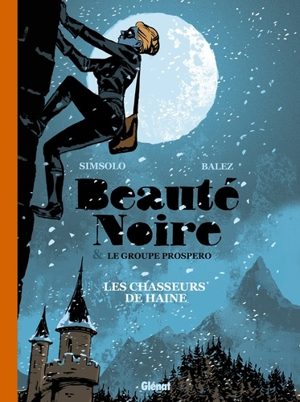 SIMSOLO BALEZ
Beauté
Noire
& LE GROUPE PROSPERO
LES CHASSEURS
DE HAINE
Glénat